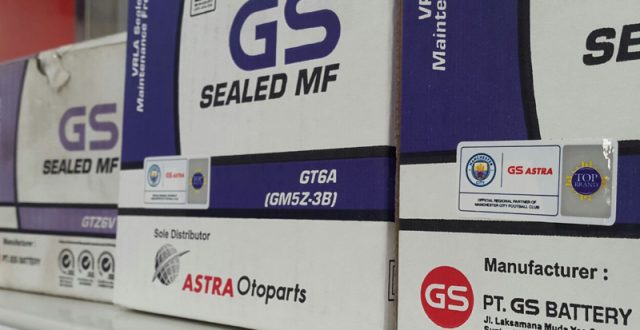 GS
SEALED MF
GTZ6V
PT. GS BATTERY
VRLA Sealed
Maintenance Free
GS
SEALED MF
GS ASTRA
GT6A
(GM5Z-3B)
Sole Distributor
ASTRA Otoparts
VRLA
Maintenance
GS ASTRA
OFFICIAL REGIONAL PARTNER OF
MANCHESTER CITY FOOTBALL CLUB
TOP
BRAND
Manufacturer :
GS
PT. GS BATTERY
Jl. Laksamana Muda